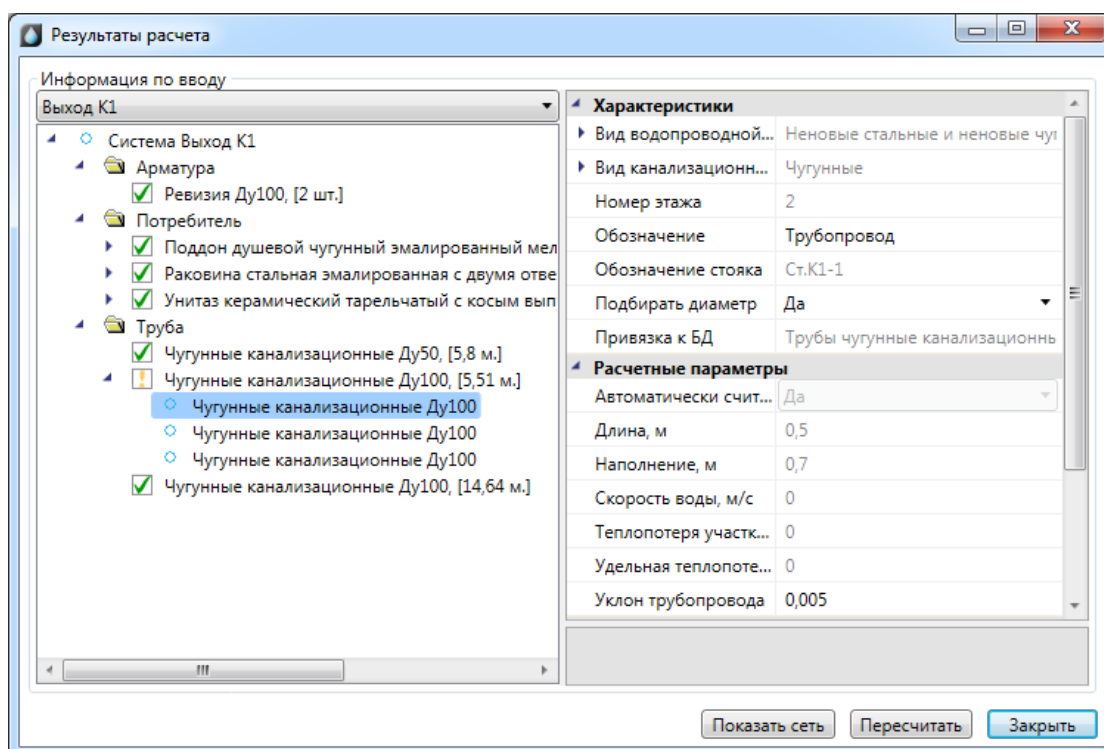 Результаты расчета
Информация по вводу
Выход К1
Система Выход К1
Арматура
Ревизия Ду100, [2 шт.]
Потребитель
Поддон душевой чугунный эмалированный мел
Раковина стальная эмалированная с двумя отве
Унитаз керамический тарельчатый с косым вып
Труба
Чугунные канализационные Ду50, [5,8 м.]
Чугунные канализационные Ду100, [5,51 м.]
Чугунные канализационные Ду100
Чугунные канализационные Ду100
Чугунные канализационные Ду100
Чугунные канализационные Ду100, [14,64 м.]
Характеристики
Вид водопроводной... Неновые стальные и неновые чуг
Вид канализационн... Чугунные
Номер этажа 2
Обозначение Трубопровод
Обозначение стояка Ст.К1-1
Подбирать диаметр Да
Привязка к БД Трубы чугунные канализационнь
Расчетные параметры
Автоматически счит... Да
Длина, м 0,5
Наполнение, м 0,7
Скорость воды, м/с 0
Теплопотеря участк... 0
Удельная теплопоте... 0
Уклон трубопровода 0,005
Показать сеть Пересчитать Закрыть